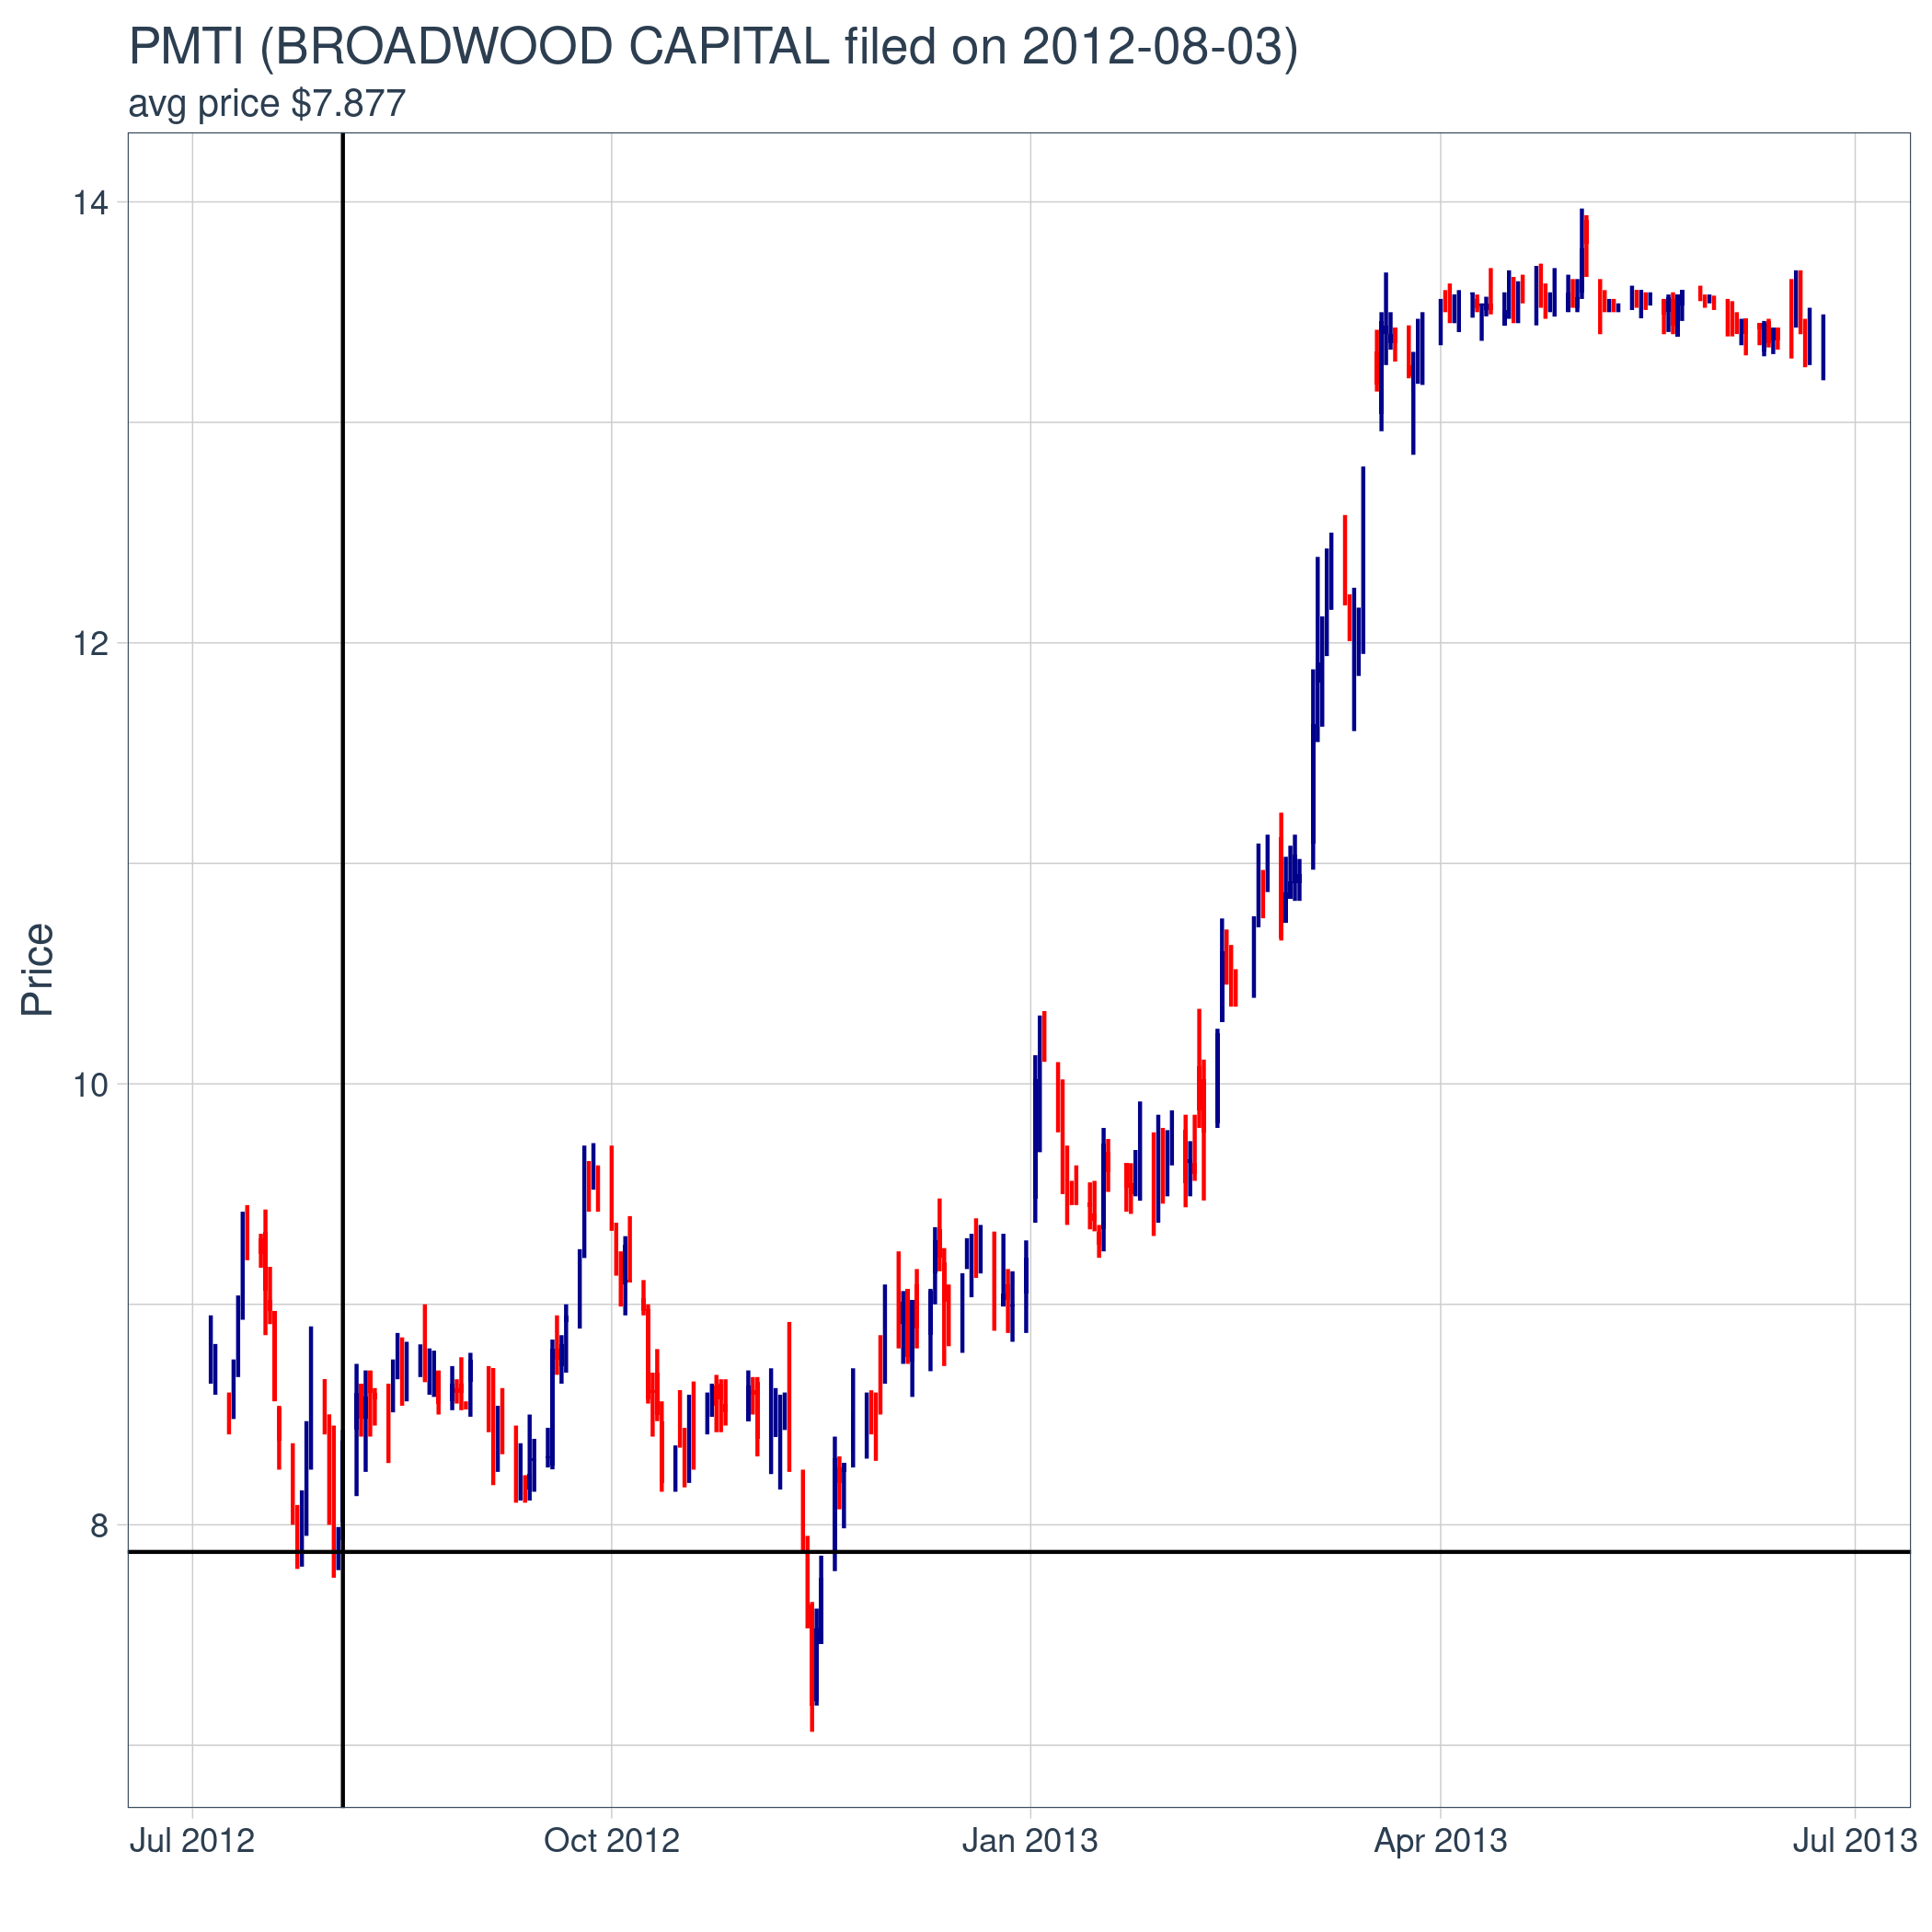 PMTI (BROADWOOD CAPITAL filed on 2012-08-03)
avg price $7.877
14
12
10
8
Price
Jul 2012
Oct 2012
Jan 2013
Apr 2013
Jul 2013